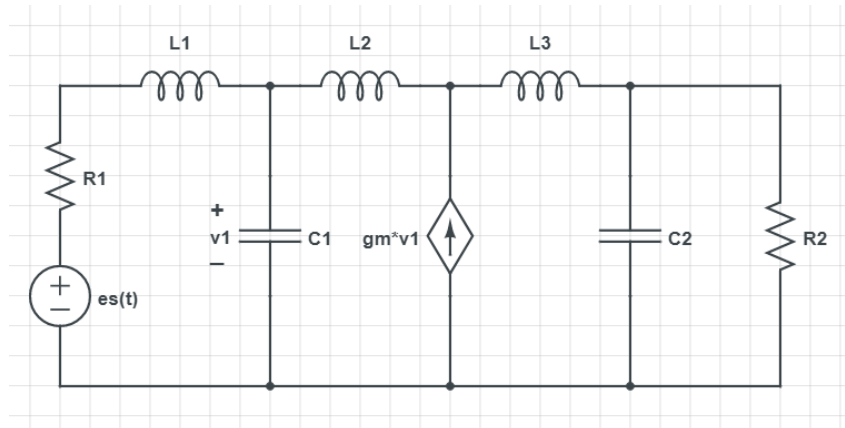 L1
L2
L3
R1
+
v1
−
C1
gm*v1
C2
R2
+
−
es(t)